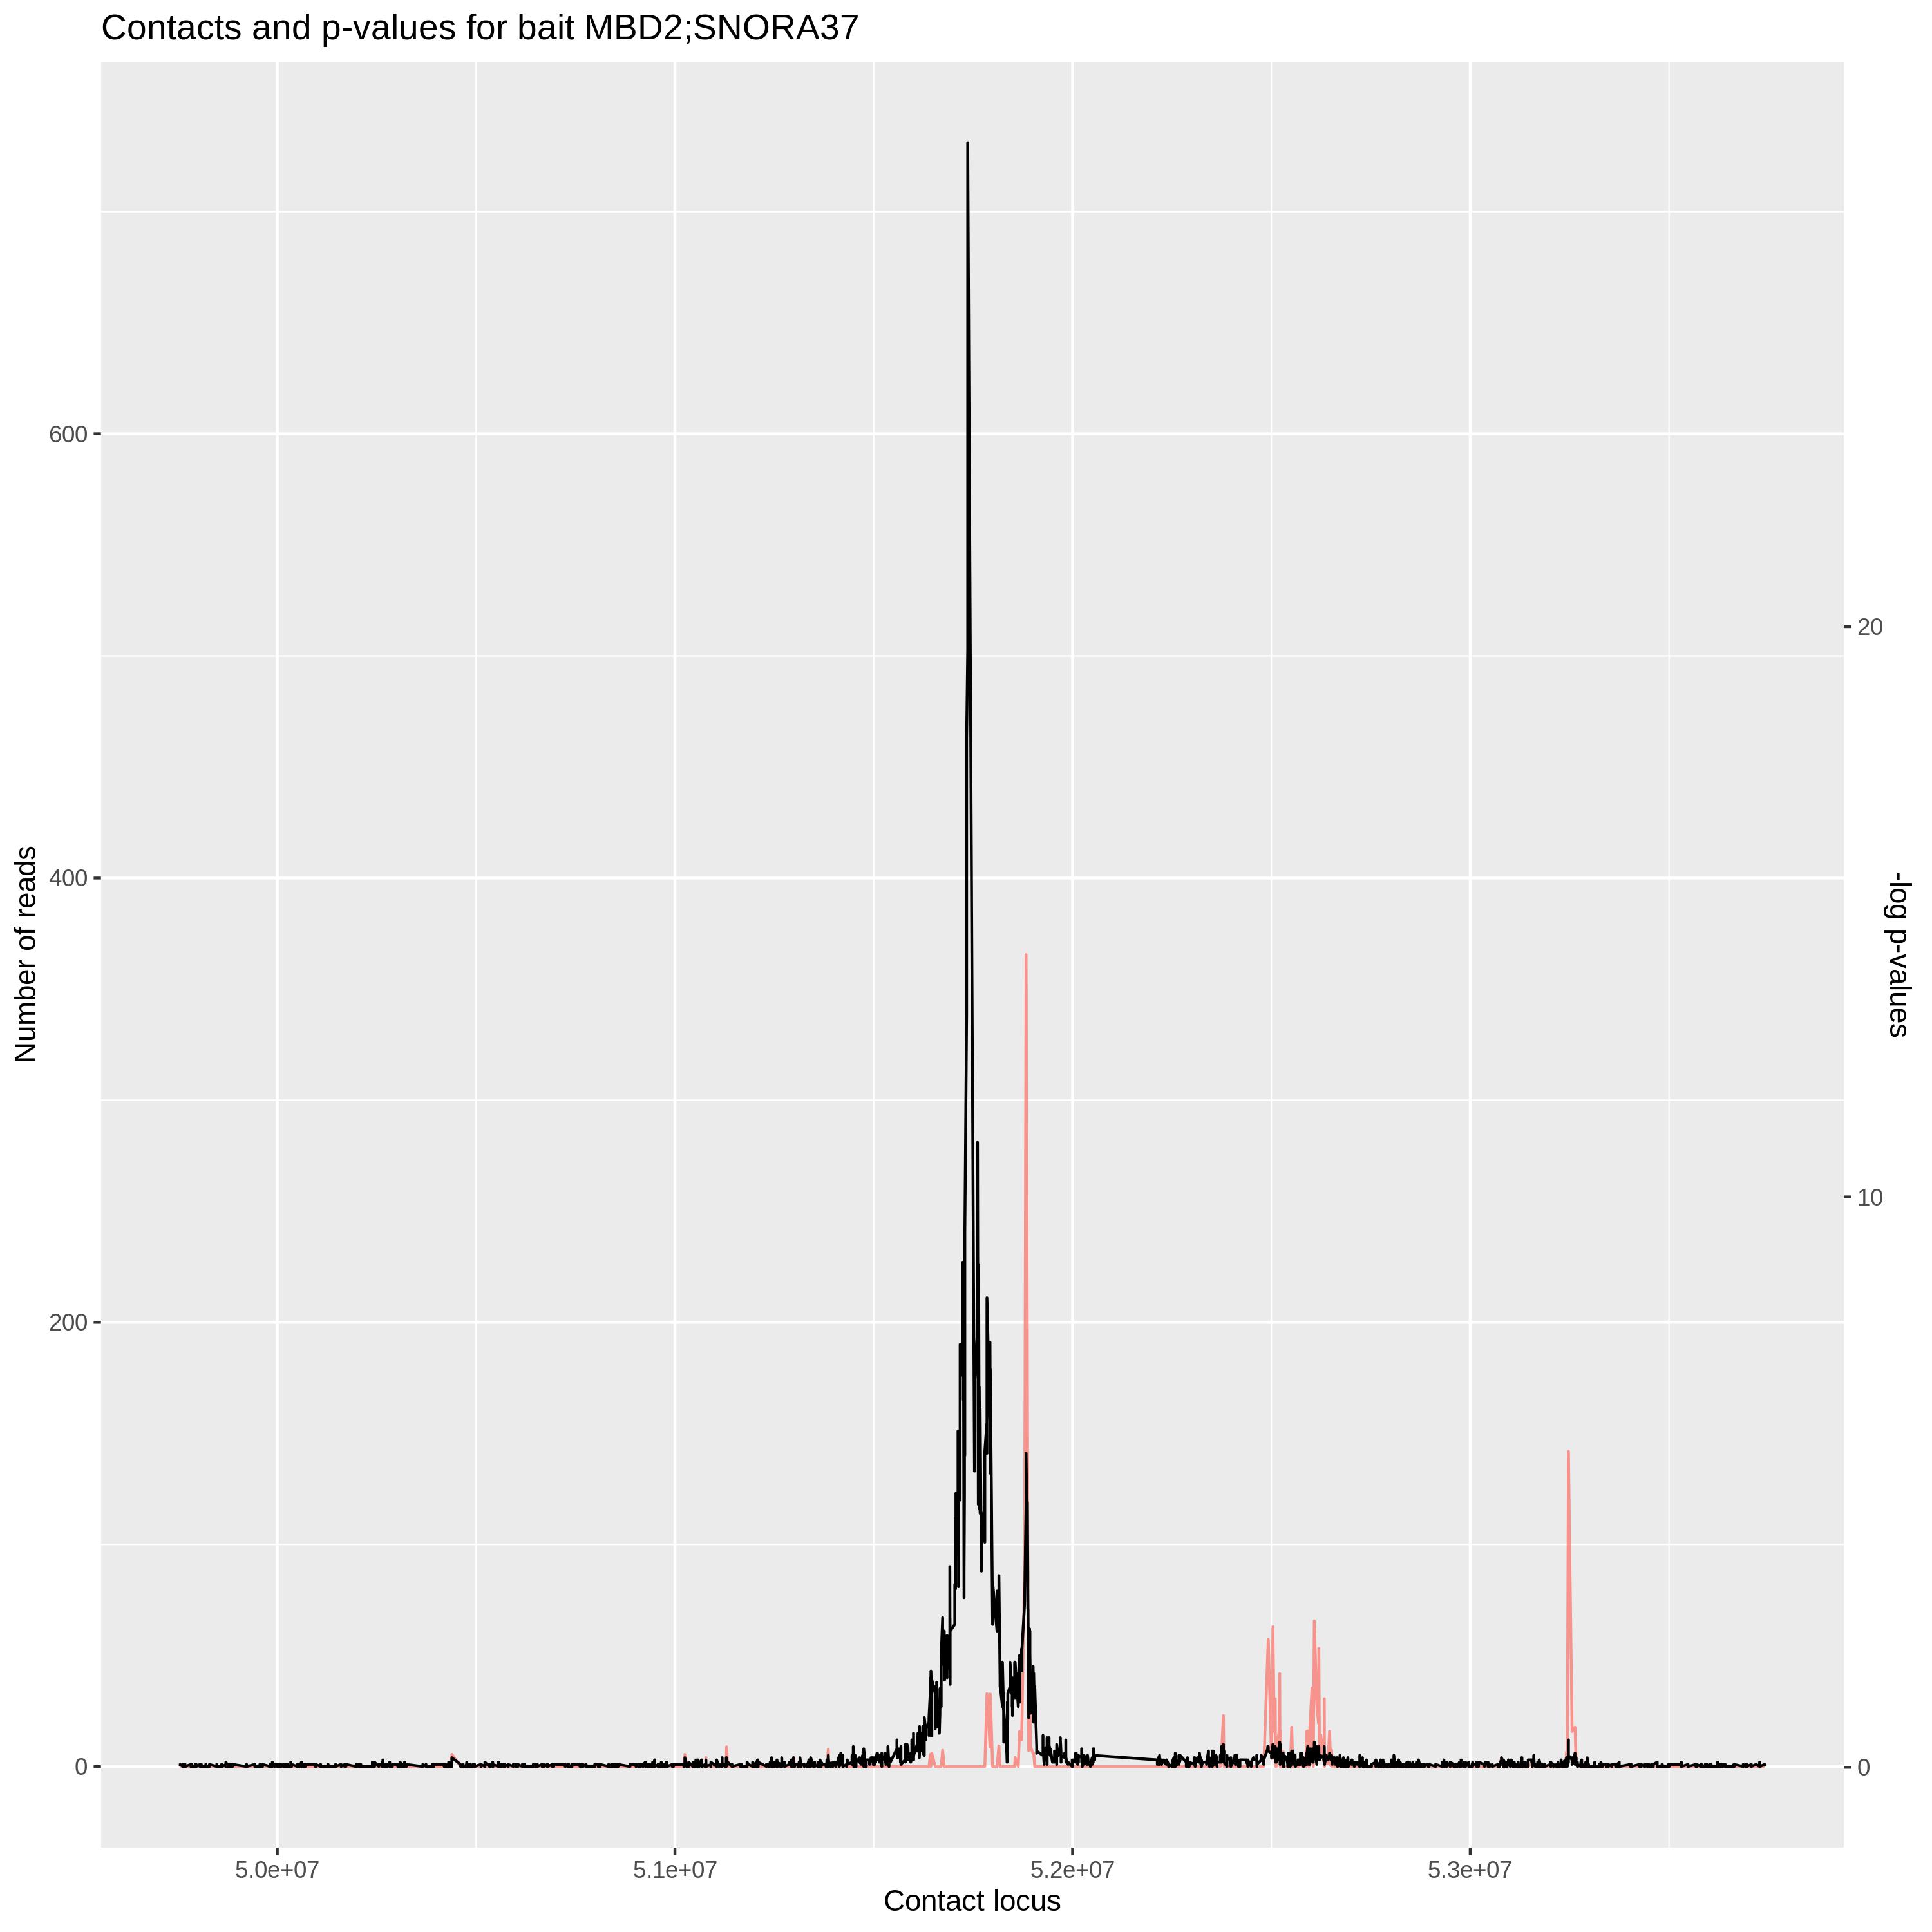 Contacts and p-values for bait MBD2;SNORA37
600
400
200
0
Number of reads
20
10
0
-log p-values
5.0e+07
5.1e+07
5.2e+07
5.3e+07
Contact locus